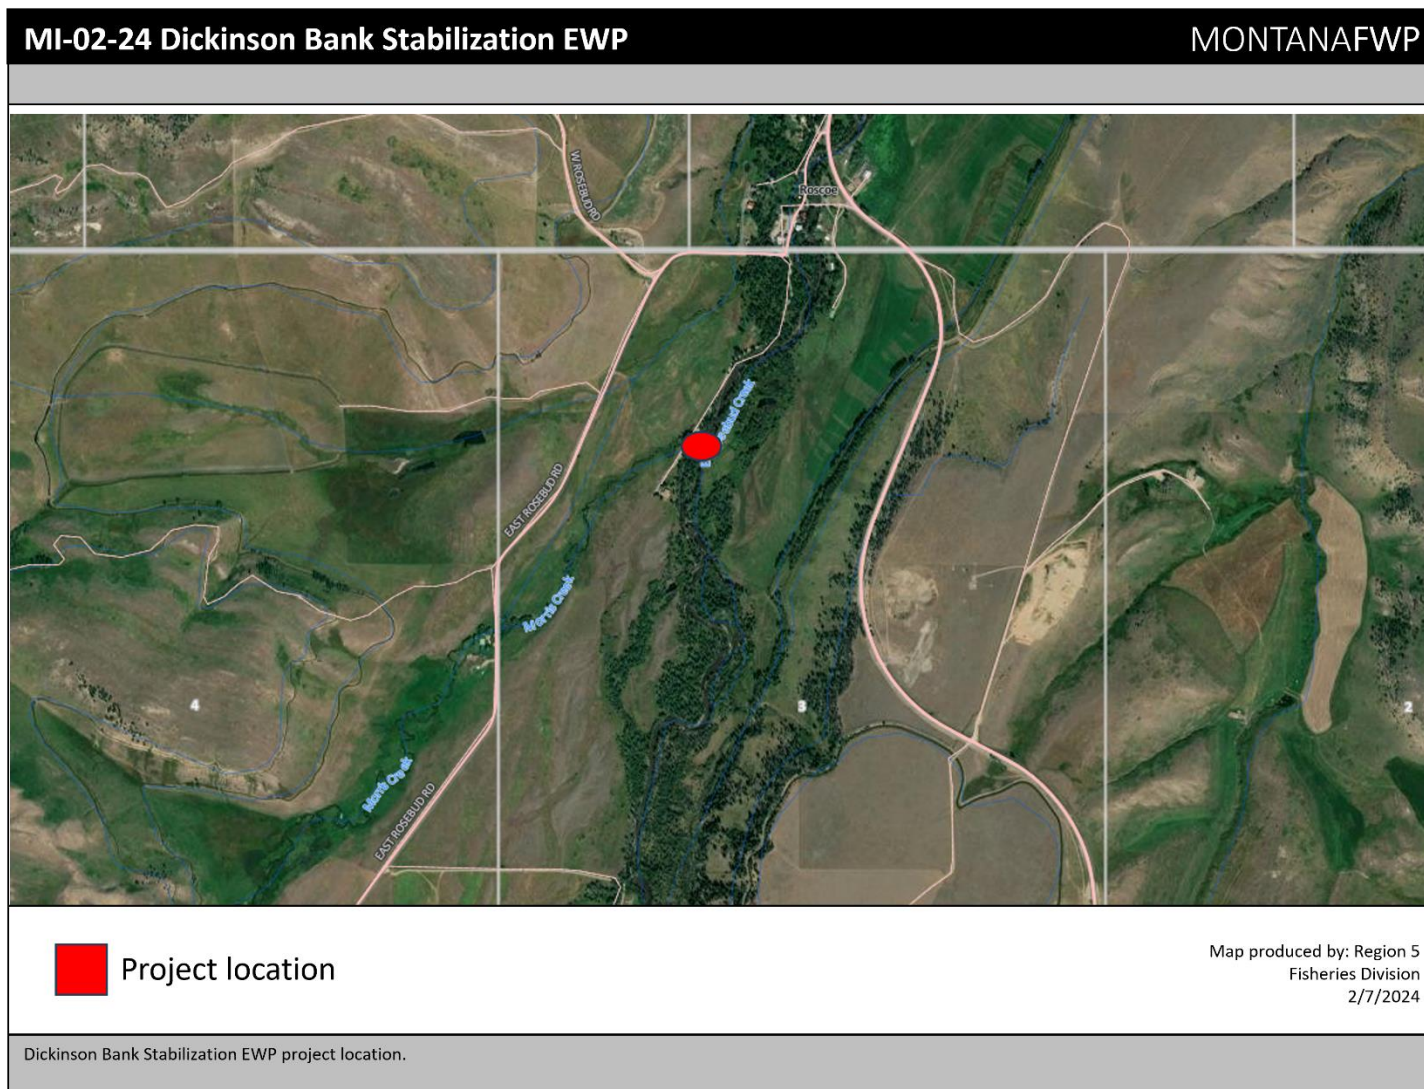 MI-02-24 Dickinson Bank Stabilization EWP
MONTANAFWP
W ROSEBUD RD
Roscoe
Creek
EAST ROSEBUD RD
Morris Creek
4
3
2
Morris Creek
EAST ROSEBUD RD
Project location
Map produced by: Region 5
Fisheries Division
2/7/2024
Dickinson Bank Stabilization EWP project location.